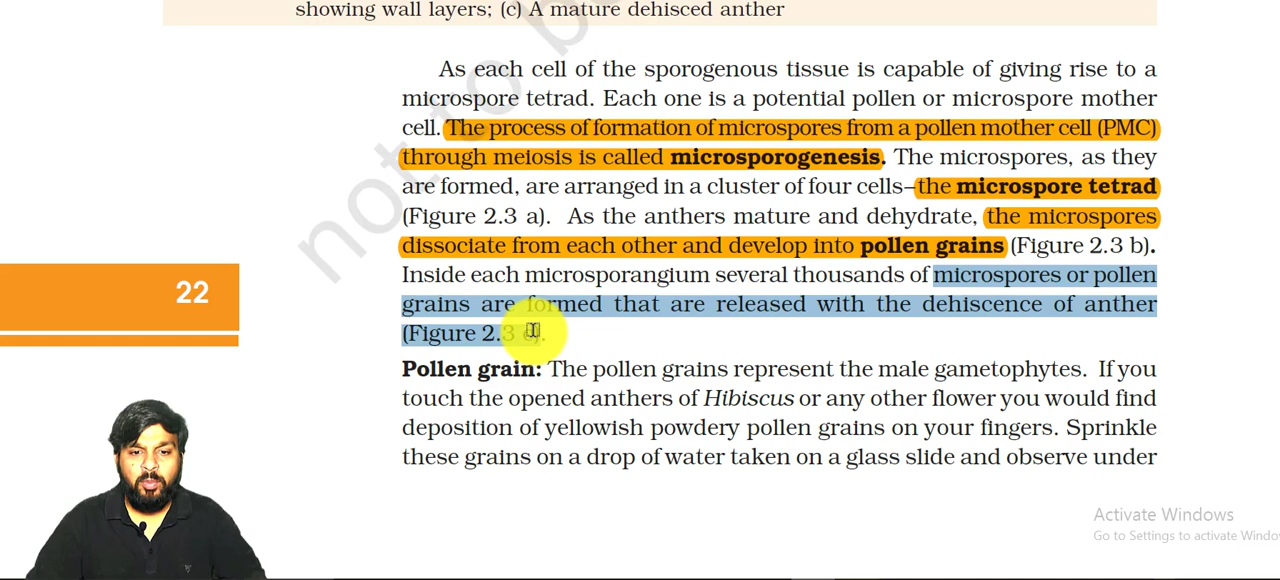 showing wall layers; (c) A mature dehisced anther
As each cell of the sporogenous tissue is capable of giving rise to a
microspore tetrad. Each one is a potential pollen or microspore mother
cell. The process of formation of microspores from a pollen mother cell (PMC)
through meiosis is called microsporogenesis. The microspores, as they
are formed, are arranged in a cluster of four cells–the microspore tetrad
(Figure 2.3 a). As the anthers mature and dehydrate, the microspores
dissociate from each other and develop into pollen grains (Figure 2.3 b).
Inside each microsporangium several thousands of microspores or pollen
grains are formed that are released with the dehiscence of anther
(Figure 2.3 c).
Pollen grain: The pollen grains represent the male gametophytes. If you
touch the opened anthers of Hibiscus or any other flower you would find
deposition of yellowish powdery pollen grains on your fingers. Sprinkle
these grains on a drop of water taken on a glass slide and observe under
22
not to b
Activate Windows
Go to Settings to activate Windo